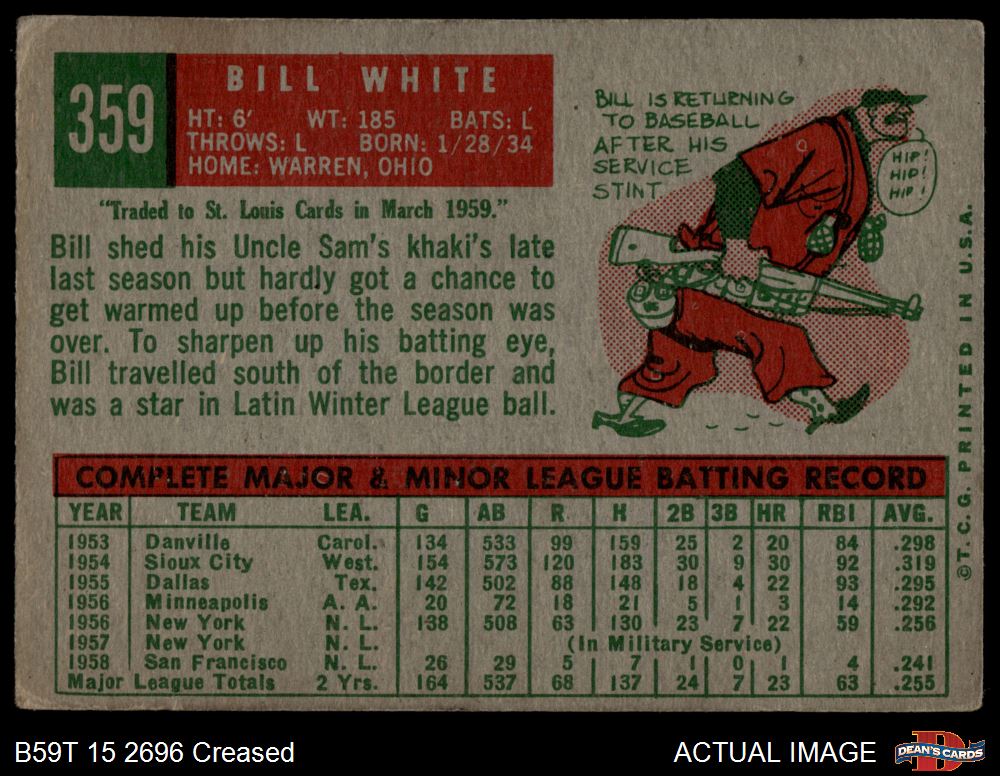 359
BILL WHITE
HT: 6' WT: 185 BATS: L
THROWS: L BORN: 1/28/34
HOME: WARREN, OHIO
"Traded to St. Louis Cards in March 1959."
Bill shed his Uncle Sam's khaki's late
last season but hardly got a chance to
get warmed up before the season was
over. To sharpen up his batting eye,
Bill travelled south of the border and
was a star in Latin Winter League ball.
BILL IS RETURNING
TO BASEBALL
AFTER HIS
SERVICE
STINT
HIP!
HIP!
HIP!
COMPLETE MAJOR & MINOR LEAGUE BATTING RECORD
YEAR TEAM LEA. G AB R H 2B 3B HR RBI AVG.
1953 Danville Carol. 134 533 99 159 25 2 20 84 .298
1954 Sioux City West. 154 573 120 183 30 9 30 92 .319
1955 Dallas Tex. 142 502 88 148 18 4 22 93 .295
1956 Minneapolis A. A. 20 72 18 21 5 1 3 14 .292
1956 New York N. L. 138 508 63 130 23 7 22 59 .256
1957 New York N. L. (In Military Service)
1958 San Francisco N. L. 26 29 5 7 1 0 1 4 .241
Major League Totals 2 Yrs. 164 537 68 137 24 7 23 63 .255
©T.C.G. PRINTED IN U.S.A.
B59T 15 2696 Creased
ACTUAL IMAGE
D
DEAN'S CARDS